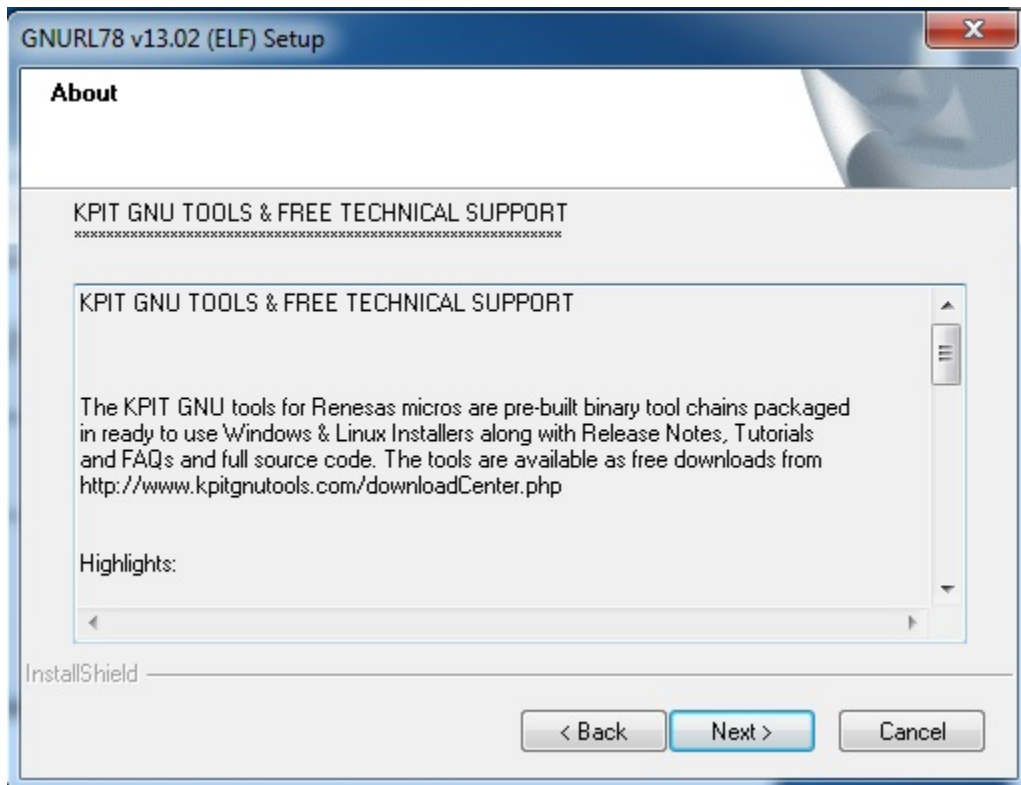 GNURL78 v13.02 (ELF) Setup
About
KPIT GNU TOOLS & FREE TECHNICAL SUPPORT
*************************************************************
KPIT GNU TOOLS & FREE TECHNICAL SUPPORT
The KPIT GNU tools for Renesas micros are pre-built binary tool chains packaged
in ready to use Windows & Linux Installers along with Release Notes, Tutorials
and FAQs and full source code. The tools are available as free downloads from
http://www.kpitgnutools.com/downloadCenter.php
Highlights:
InstallShield
< Back Next > Cancel